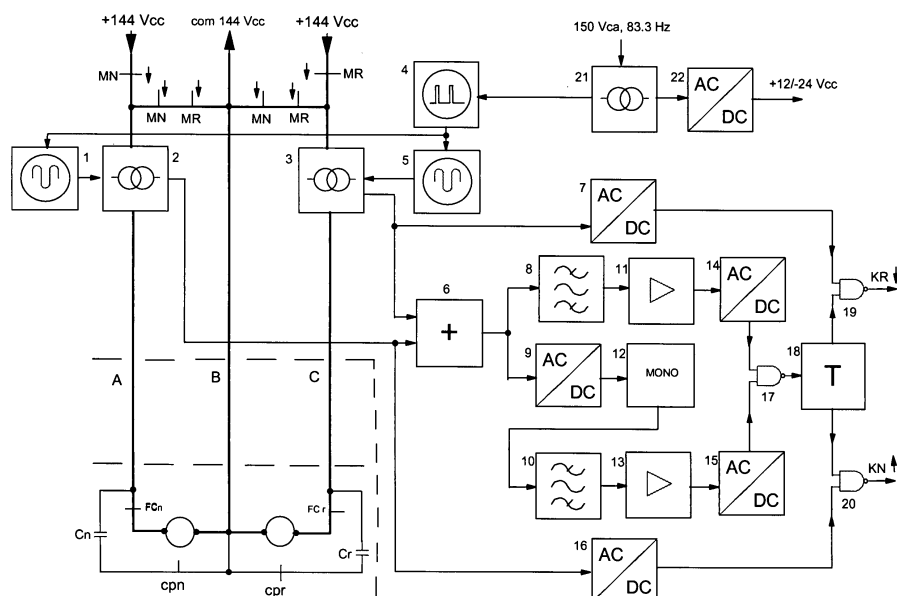 +144 Vcc
com 144 Vcc
+144 Vcc
150 Vca, 83.3 Hz
MN
MR
4
21
22
AC
DC
+12/-24 Vcc
MN
MR
MN
MR
1
2
3
5
7
AC
DC
8
11
14
AC
DC
KR
19
6
+
9
AC
DC
12
MONO
17
18
T
A
B
C
10
13
15
AC
DC
KN
20
FCn
FC r
Cn
Cr
cpn
cpr
16
AC
DC